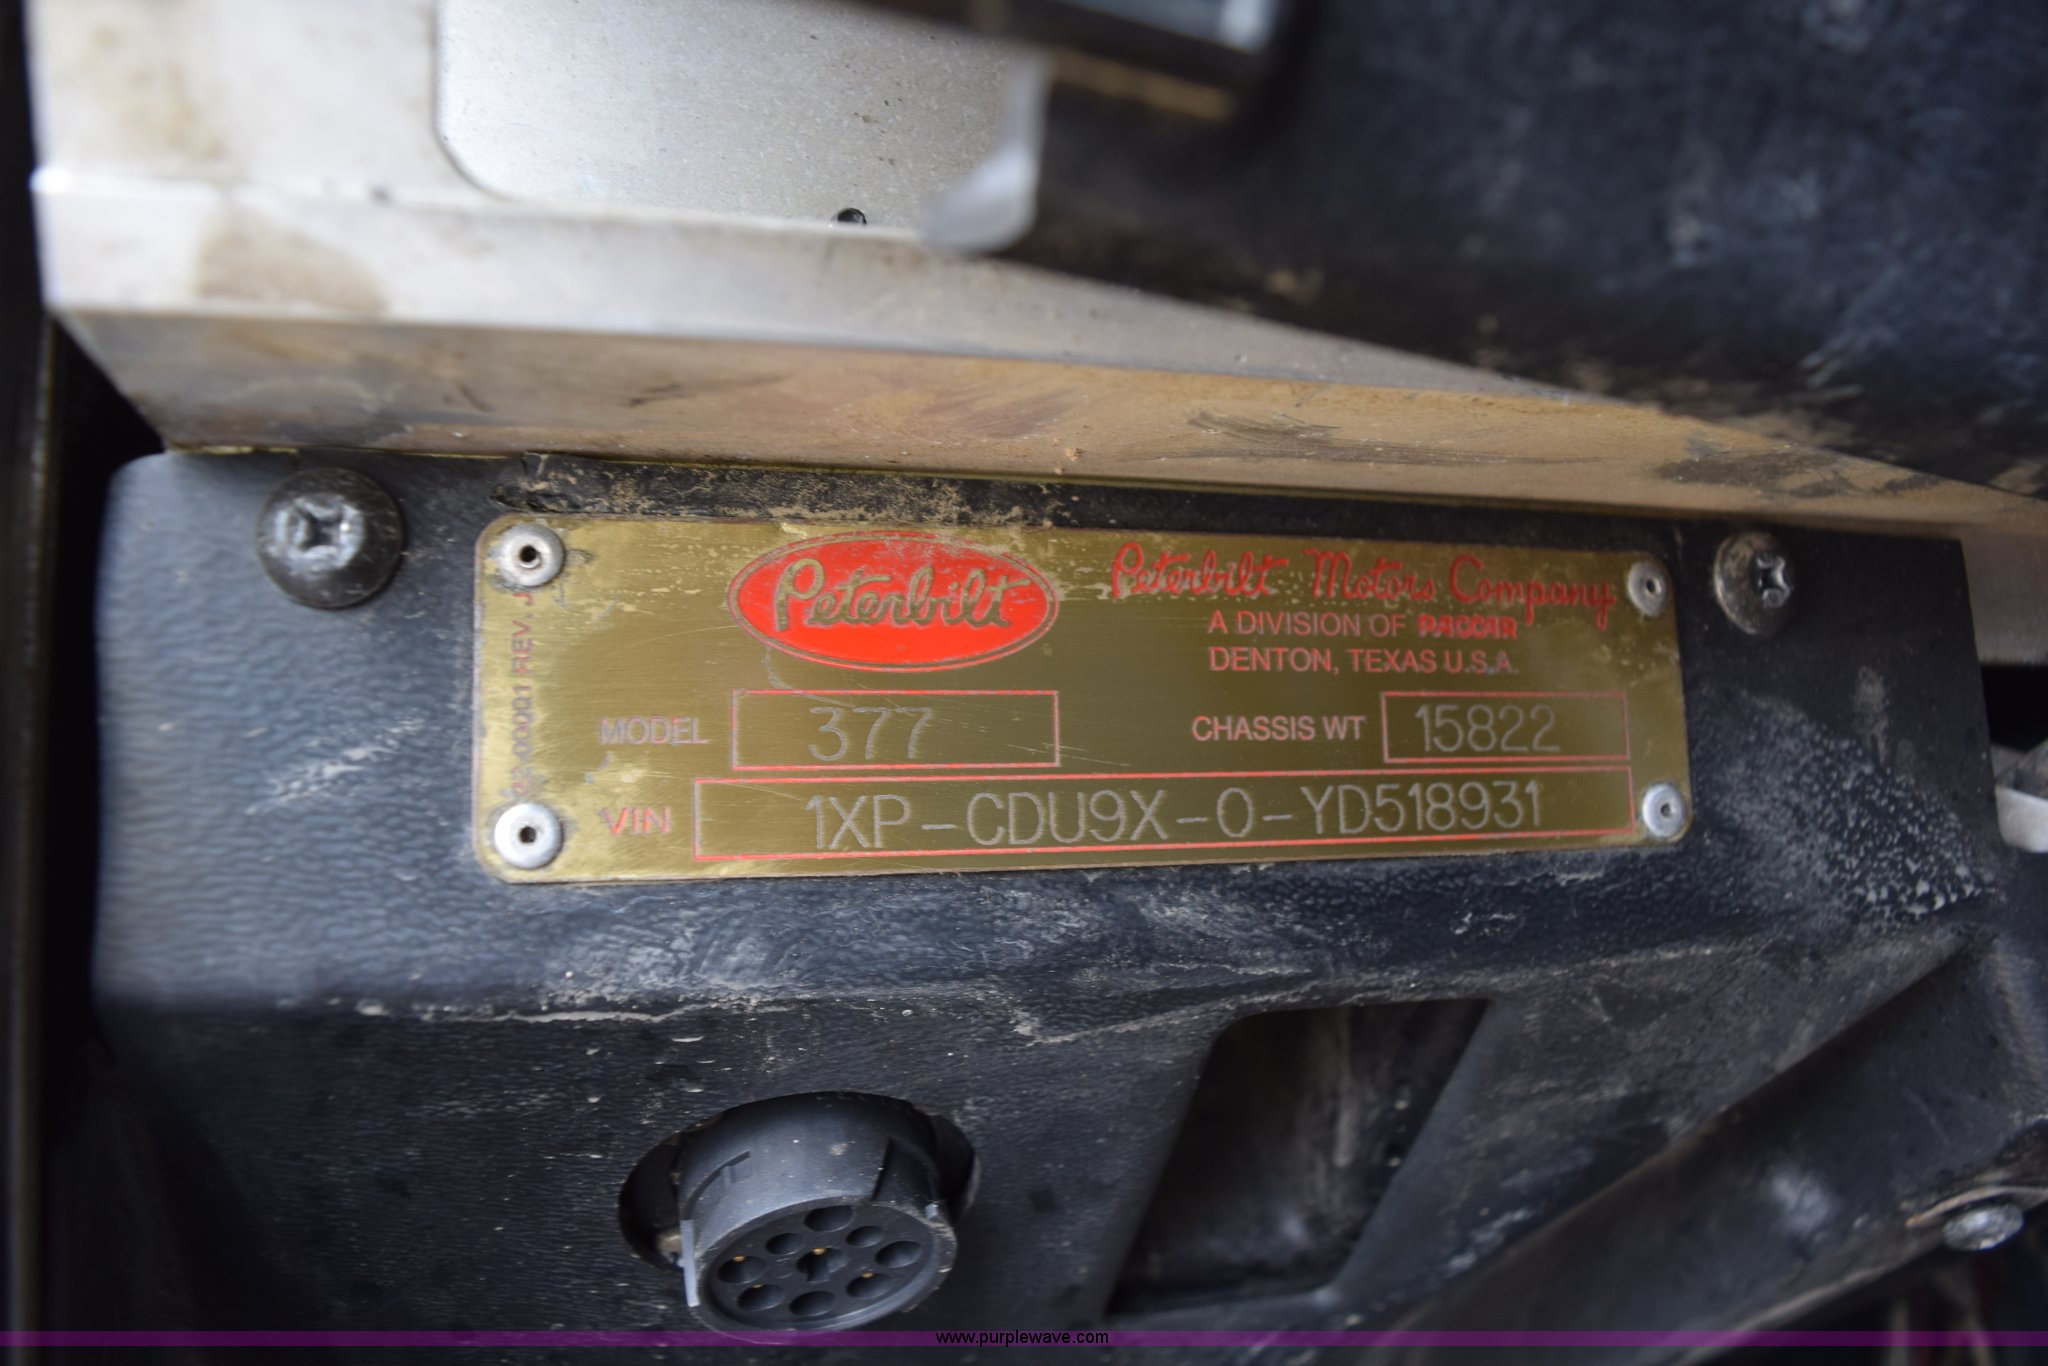 Peterbilt
Peterbilt Motors Company
A DIVISION OF PACCAR
DENTON, TEXAS U.S.A.
MODEL 377
CHASSIS WT 15822
VIN 1XP-CDU9X-0-YD518931
REV. J
www.purplewave.com